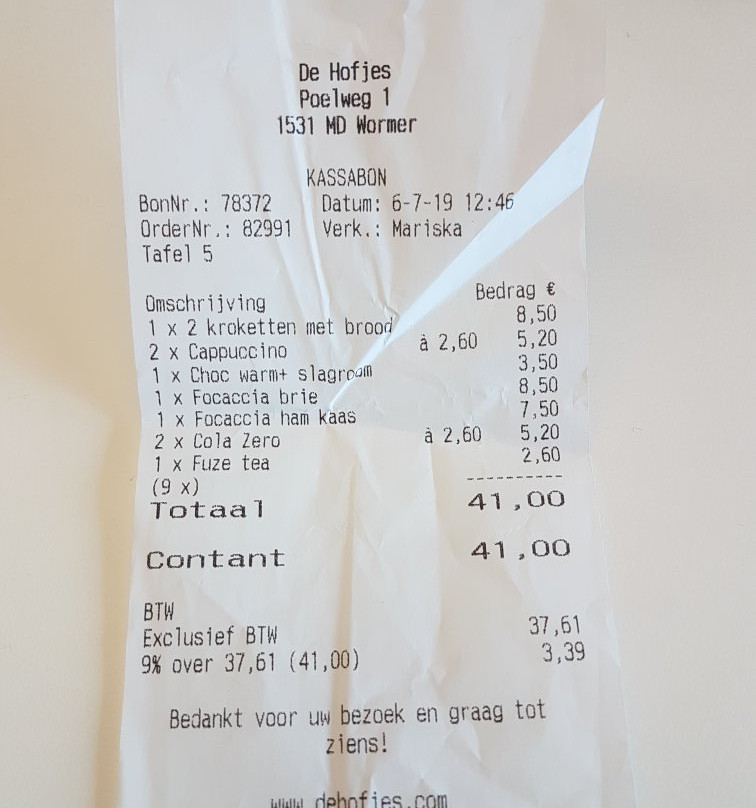 De Hofjes
Poelweg 1
1531 MD Wormer
KASSABON
BonNr.: 78372 Datum: 6-7-19 12:46
OrderNr.: 82991 Verk.: Mariska
Tafel 5
Omschrijving Bedrag €
1 x 2 kroketten met brood 8,50
2 x Cappuccino à 2,60 5,20
1 x Choc warm+ slagroom 3,50
1 x Focaccia brie 8,50
1 x Focaccia ham kaas 7,50
2 x Cola Zero à 2,60 5,20
1 x Fuze tea 2,60
(9 x) ----------
Totaal 41,00
Contant 41,00
BTW
Exclusief BTW 37,61
9% over 37,61 (41,00) 3,39
Bedankt voor uw bezoek en graag tot
ziens!
www.dehofjes.com